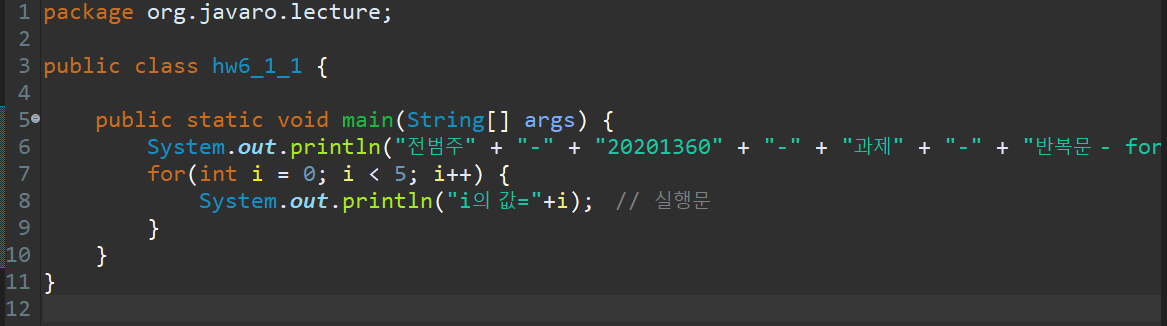 1 package org.javaro.lecture;
2
3 public class hw6_1_1 {
4
5     public static void main(String[] args) {
6         System.out.println("전범주" + "-" + "20201360" + "-" + "과제" + "-" + "반복문 - for
7         for(int i = 0; i < 5; i++) {
8             System.out.println("i의 값="+i);  // 실행문
9         }
10     }
11 }
12